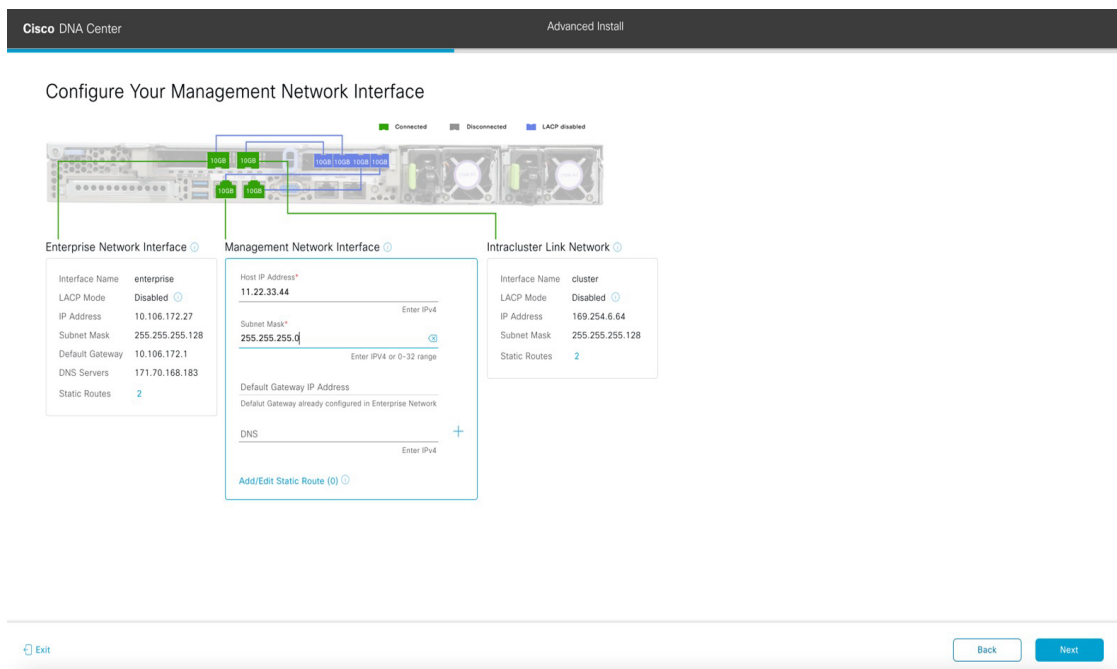 Cisco DNA Center
Advanced Install
Configure Your Management Network Interface
Connected
Disconnected
LACP disabled
10GB 10GB
10GB 10GB 10GB 10GB
10GB 10GB
Enterprise Network Interface
Interface Name enterprise
LACP Mode Disabled
IP Address 10.106.172.27
Subnet Mask 255.255.255.128
Default Gateway 10.106.172.1
DNS Servers 171.70.168.183
Static Routes 2
Management Network Interface
Host IP Address*
11.22.33.44
Enter IPv4
Subnet Mask*
255.255.255.0
Enter IPV4 or 0-32 range
Default Gateway IP Address
Defalut Gateway already configured in Enterprise Network
DNS
Enter IPv4
Add/Edit Static Route (0)
Intracluster Link Network
Interface Name cluster
LACP Mode Disabled
IP Address 169.254.6.64
Subnet Mask 255.255.255.128
Static Routes 2
Exit
Back
Next